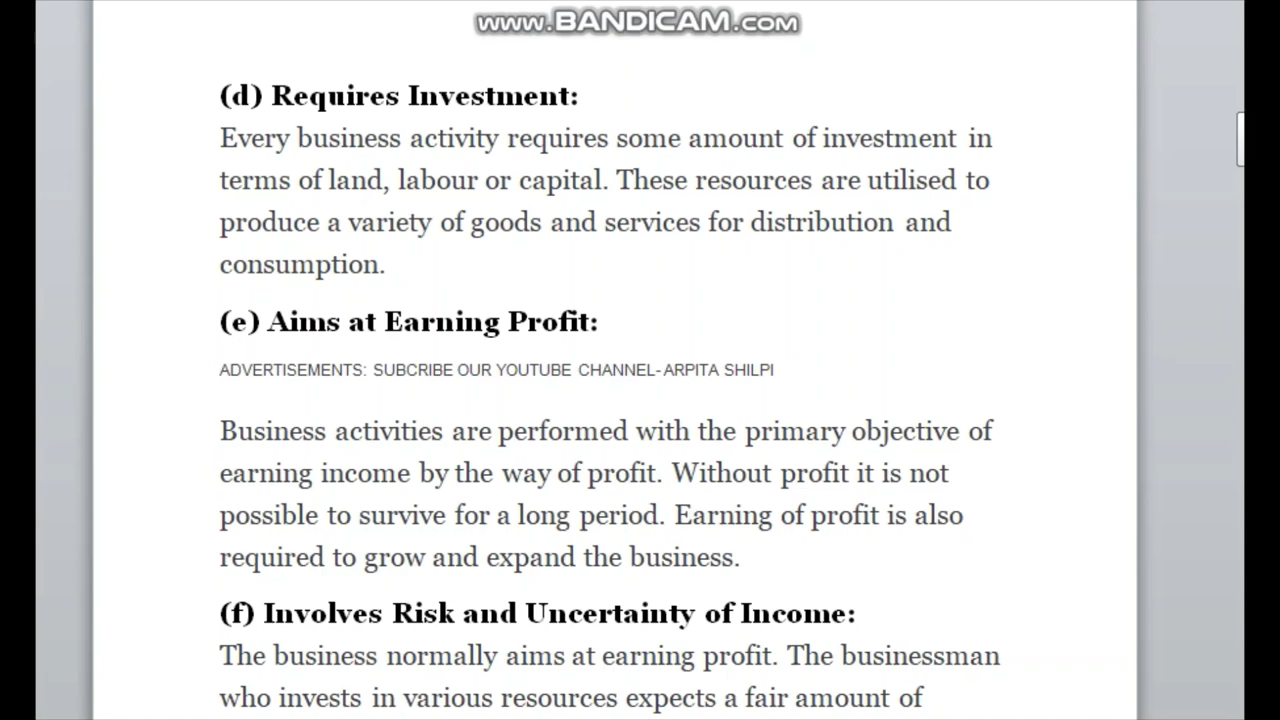 www.BANDICAM.com
(d) Requires Investment:
Every business activity requires some amount of investment in
terms of land, labour or capital. These resources are utilised to
produce a variety of goods and services for distribution and
consumption.
(e) Aims at Earning Profit:
ADVERTISEMENTS: SUBCRIBE OUR YOUTUBE CHANNEL- ARPITA SHILPI
Business activities are performed with the primary objective of
earning income by the way of profit. Without profit it is not
possible to survive for a long period. Earning of profit is also
required to grow and expand the business.
(f) Involves Risk and Uncertainty of Income:
The business normally aims at earning profit. The businessman
who invests in various resources expects a fair amount of